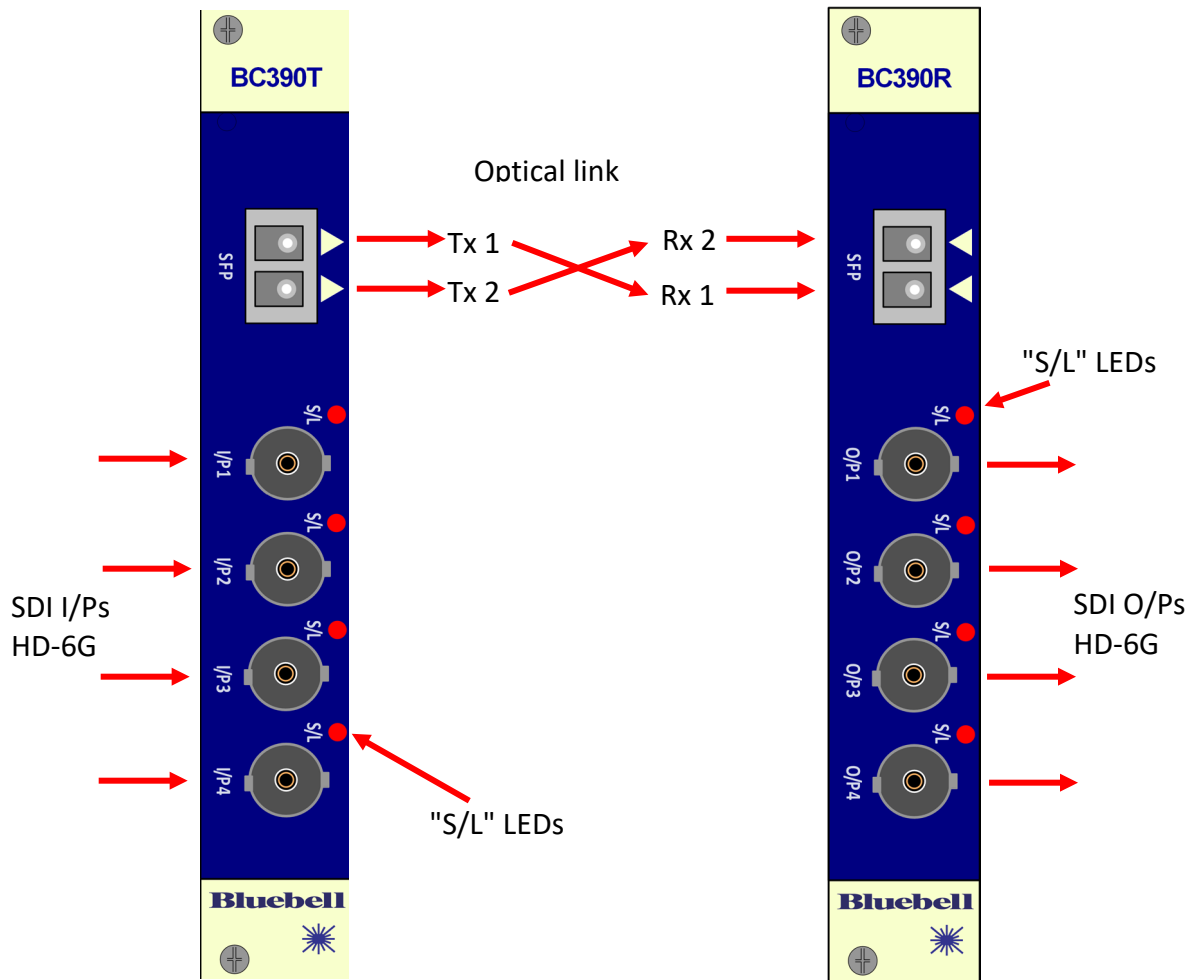 BC390T
BC390R
Optical link
Tx 1
Rx 2
Tx 2
Rx 1
SFP
SFP
"S/L" LEDs
S/L
S/L
I/P1
O/P1
S/L
S/L
I/P2
O/P2
SDI I/Ps
HD-6G
SDI O/Ps
HD-6G
S/L
S/L
I/P3
O/P3
S/L
S/L
I/P4
O/P4
"S/L" LEDs
Bluebell
Bluebell